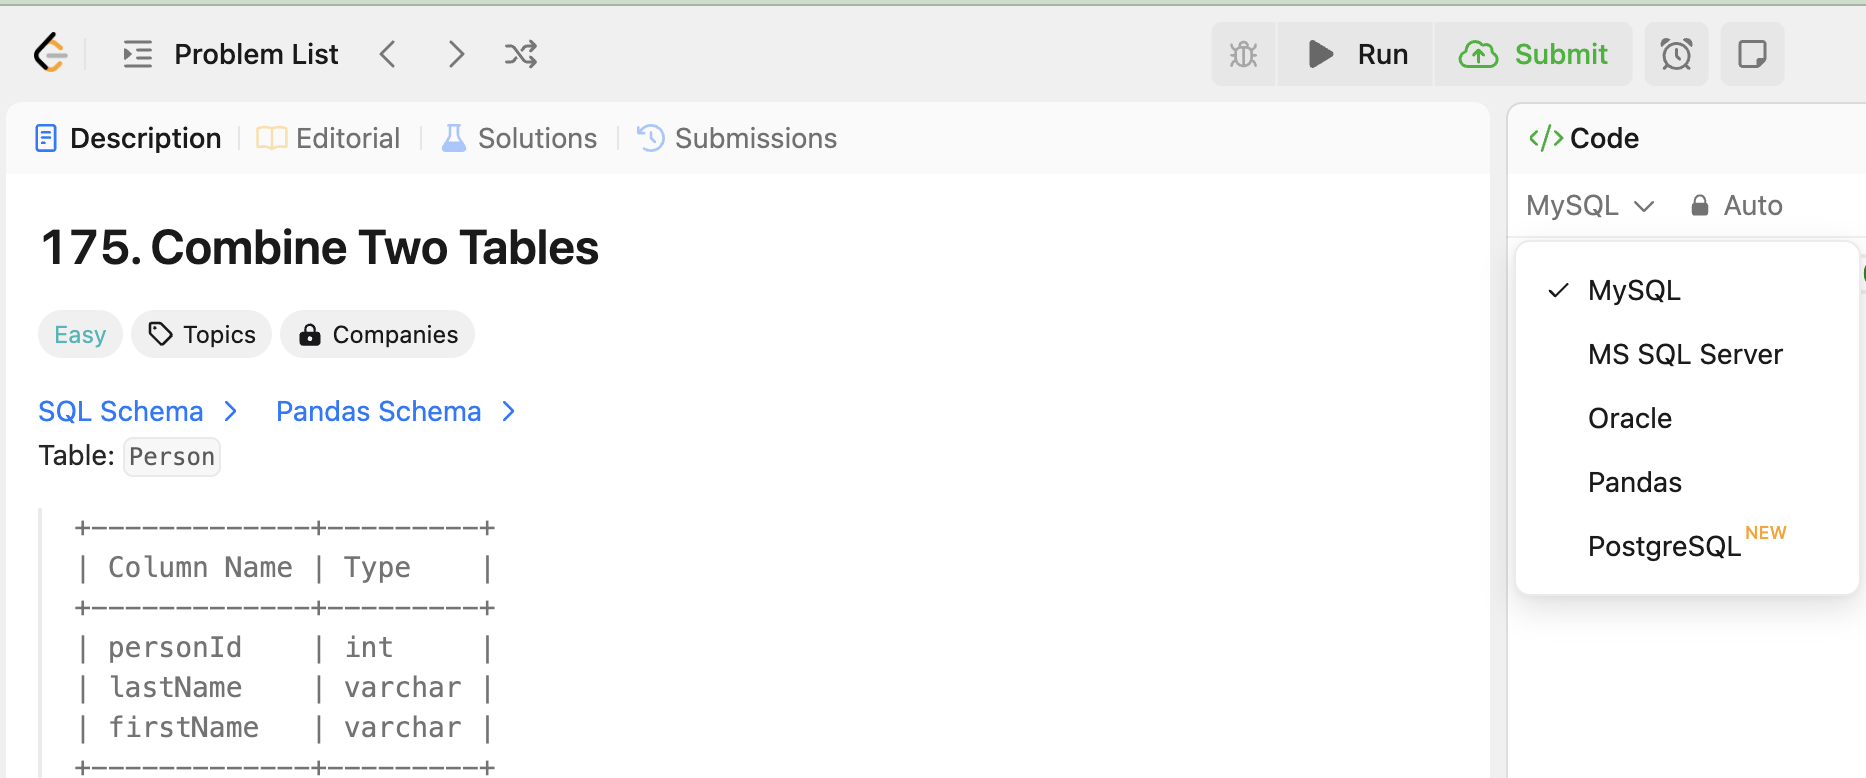 Problem List
Run
Submit
Description
Editorial
Solutions
Submissions
175. Combine Two Tables
Easy
Topics
Companies
SQL Schema
Pandas Schema
Table: Person
+-------------+---------+
| Column Name | Type    |
+-------------+---------+
| personId    | int     |
| lastName    | varchar |
| firstName   | varchar |
+-------------+---------+
Code
MySQL
Auto
MySQL
MS SQL Server
Oracle
Pandas
PostgreSQL NEW